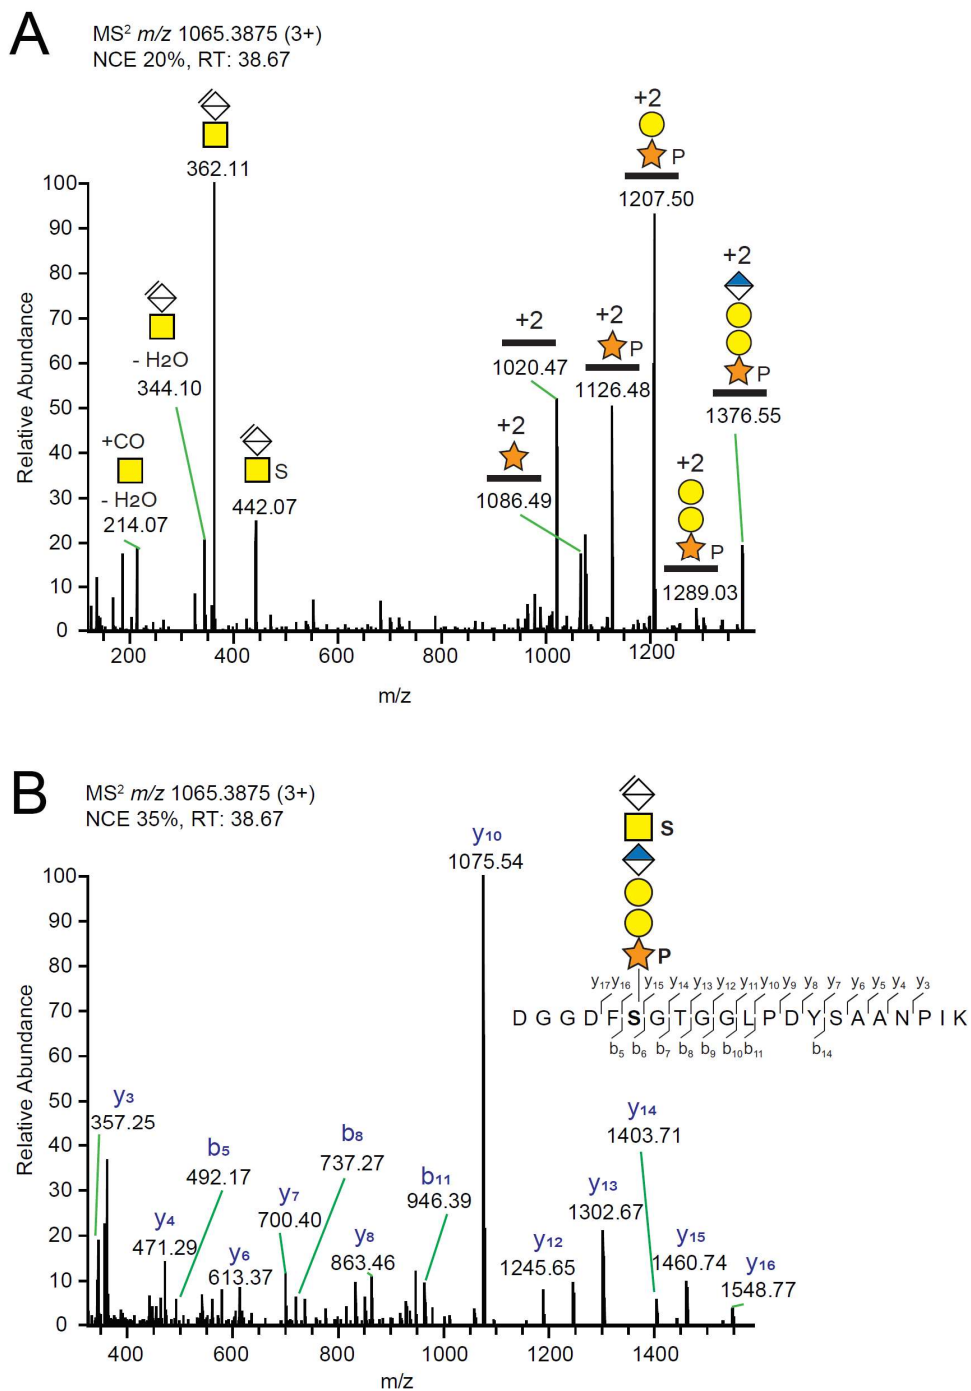 A
MS² m/z 1065.3875 (3+)
NCE 20%, RT: 38.67
+2
P
362.11
1207.50
100
90
80
70
60
50
40
30
20
10
0
Relative Abundance
- H2O
344.10
+CO
- H2O
214.07
S
442.07
+2
1020.47
+2
P
1126.48
+2
1086.49
+2
P
1376.55
+2
P
1289.03
200
400
600
800
1000
1200
m/z
B
MS² m/z 1065.3875 (3+)
NCE 35%, RT: 38.67
S
P
y₁₇ y₁₆ y₁₅ y₁₄ y₁₃ y₁₂ y₁₁ y₁₀ y₉ y₈ y₇ y₆ y₅ y₄ y₃
D G G D F S G T G G L P D Y S A A N P I K
b₅ b₆ b₇ b₈ b₉ b₁₀ b₁₁ b₁₄
100
90
80
70
60
50
40
30
20
10
0
Relative Abundance
y₃
357.25
y₄
471.29
b₅
492.17
y₆
613.37
y₇
700.40
b₈
737.27
y₈
863.46
b₁₁
946.39
y₁₀
1075.54
y₁₂
1245.65
y₁₃
1302.67
y₁₄
1403.71
y₁₅
1460.74
y₁₆
1548.77
400
600
800
1000
1200
1400
m/z